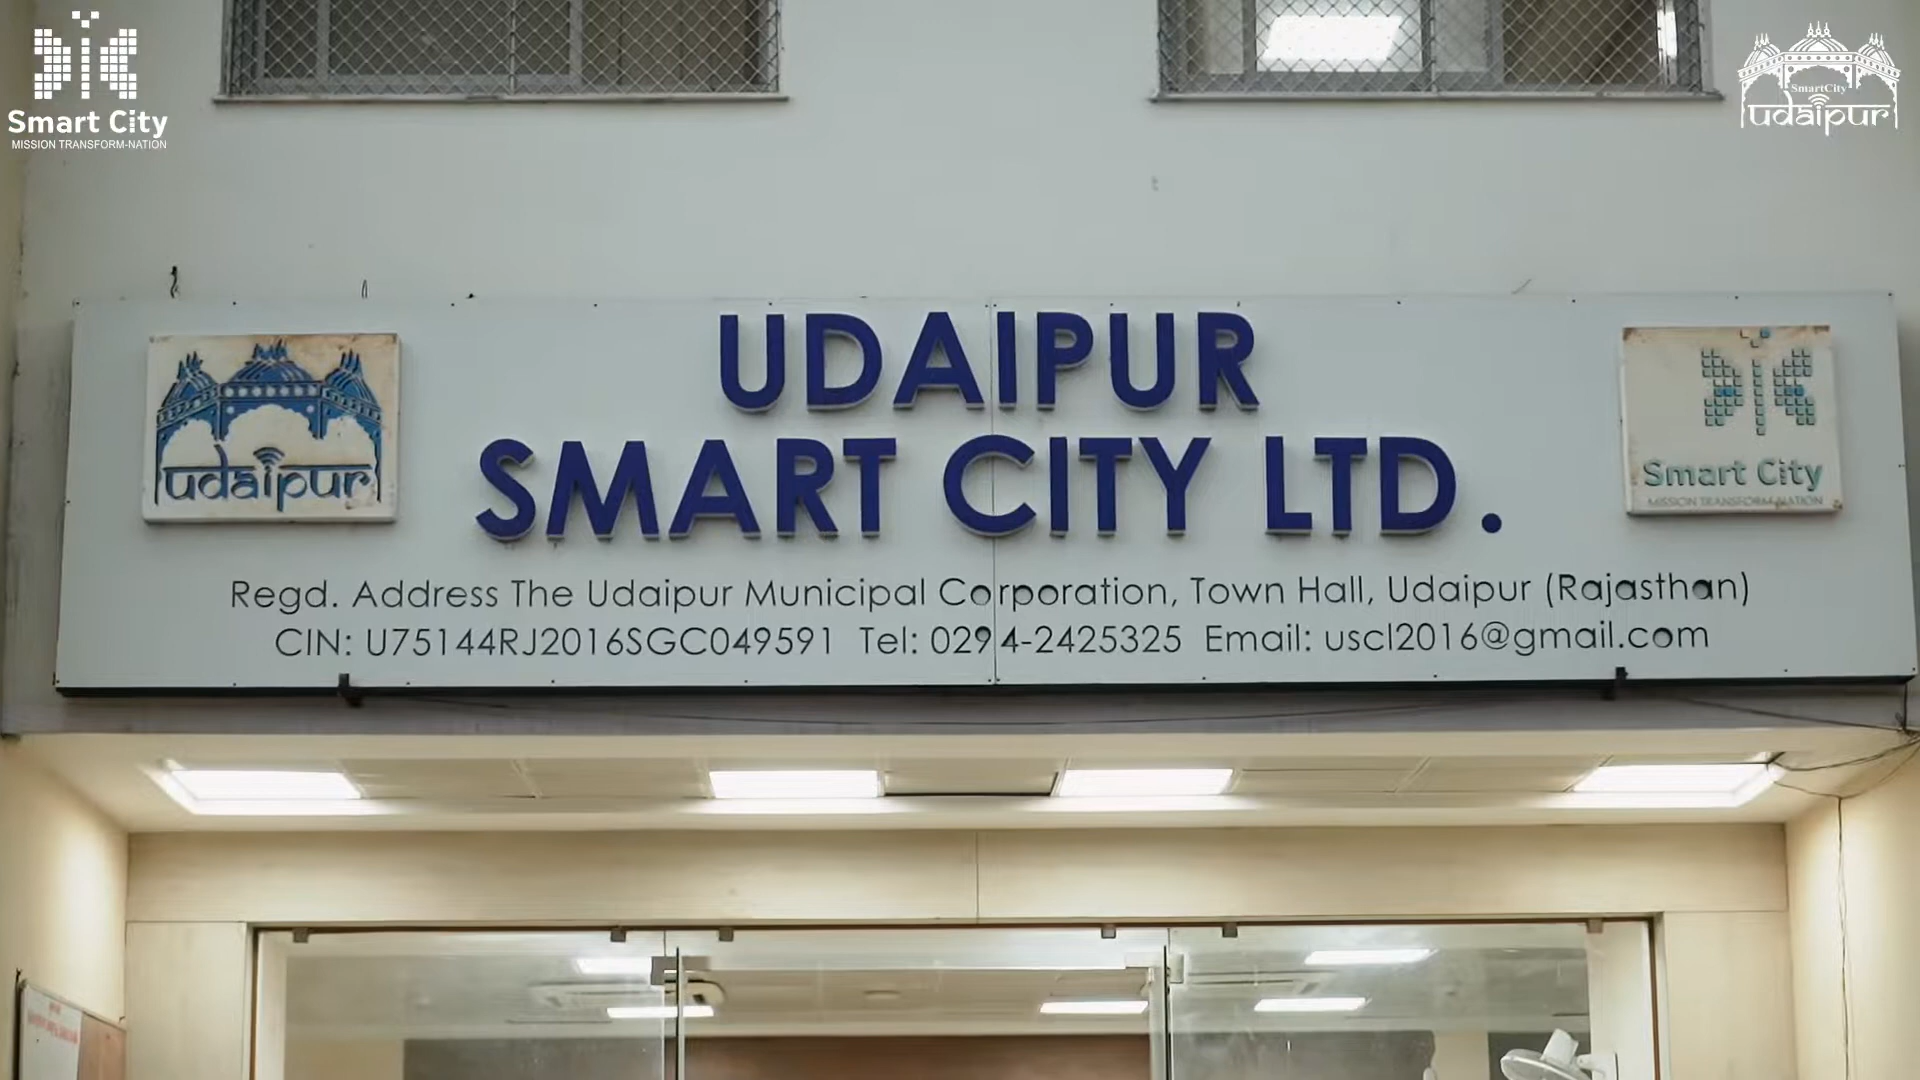 Smart City
MISSION TRANSFORM-NATION
SmartCity
udaipur
UDAIPUR
SMART CITY LTD.
udaipur
Smart City
MISSION TRANSFORM-NATION
Regd. Address The Udaipur Municipal Corporation, Town Hall, Udaipur (Rajasthan)
CIN: U75144RJ2016SGC049591 Tel: 0294-2425325 Email: uscl2016@gmail.com